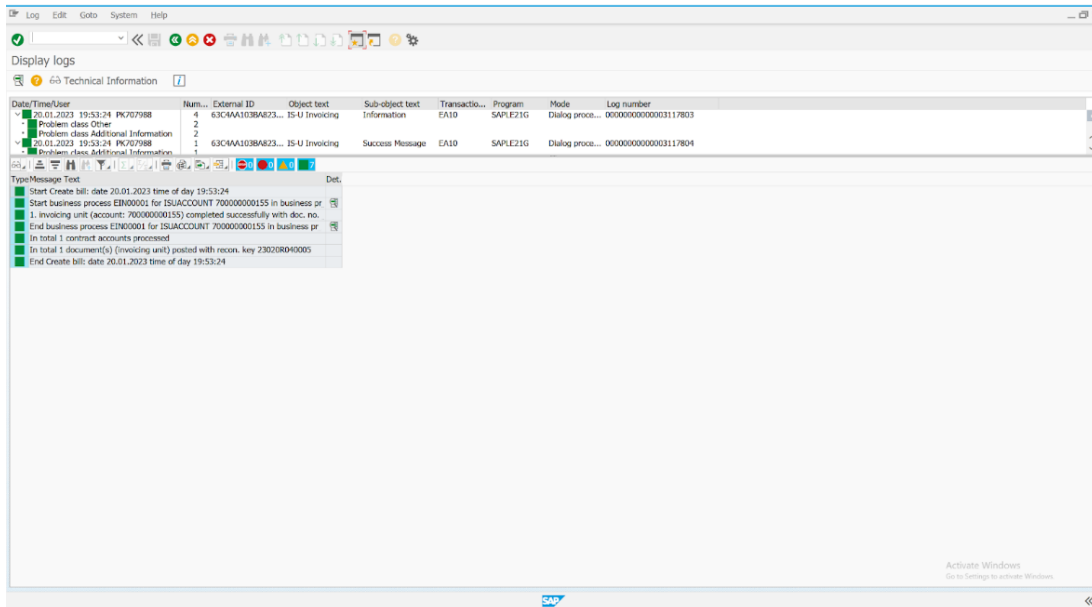 Log Edit Goto System Help
Display logs
Technical Information
Date/Time/User Num... External ID Object text Sub-object text Transactio... Program Mode Log number
20.01.2023 19:53:24 PK707988 4 63C4AA103BA823... IS-U Invoicing Information EA10 SAPLE21G Dialog proce... 00000000000003117803
Problem class Other 2
Problem class Additional Information 2
20.01.2023 19:53:24 PK707988 1 63C4AA103BA823... IS-U Invoicing Success Message EA10 SAPLE21G Dialog proce... 00000000000003117804
Problem class Additional Information 1
0 0 0 7
Type Message Text Det.
Start Create bill: date 20.01.2023 time of day 19:53:24
Start business process EIN00001 for ISUACCOUNT 700000000155 in business pr
1. invoicing unit (account: 700000000155) completed successfully with doc. no.
End business process EIN00001 for ISUACCOUNT 700000000155 in business pr
In total 1 contract accounts processed
In total 1 document(s) (invoicing unit) posted with recon. key 23020R040005
End Create bill: date 20.01.2023 time of day 19:53:24
Activate Windows
Go to Settings to activate Windows.
SAP